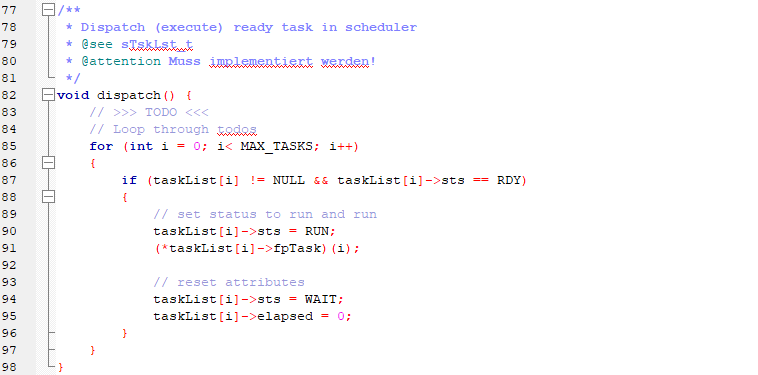 77 /**
78  * Dispatch (execute) ready task in scheduler
79  * @see sTskLst_t
80  * @attention Muss implementiert werden!
81  */
82 void dispatch() {
83     // >>> TODO <<<
84     // Loop through todos
85     for (int i = 0; i< MAX_TASKS; i++)
86     {
87         if (taskList[i] != NULL && taskList[i]->sts == RDY)
88         {
89             // set status to run and run
90             taskList[i]->sts = RUN;
91             (*taskList[i]->fpTask)(i);
92
93             // reset attributes
94             taskList[i]->sts = WAIT;
95             taskList[i]->elapsed = 0;
96         }
97     }
98 }